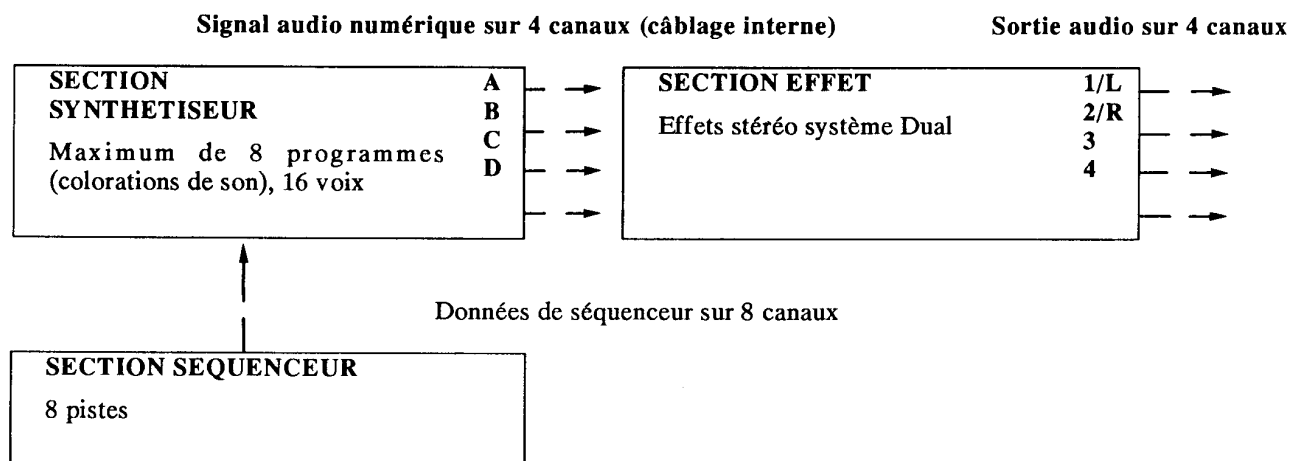 Signal audio numérique sur 4 canaux (câblage interne)
Sortie audio sur 4 canaux
SECTION
SYNTHETISEUR
Maximum de 8 programmes
(colorations de son), 16 voix
A
B
C
D
SECTION EFFET
Effets stéréo système Dual
1/L
2/R
3
4
Données de séquenceur sur 8 canaux
SECTION SEQUENCEUR
8 pistes